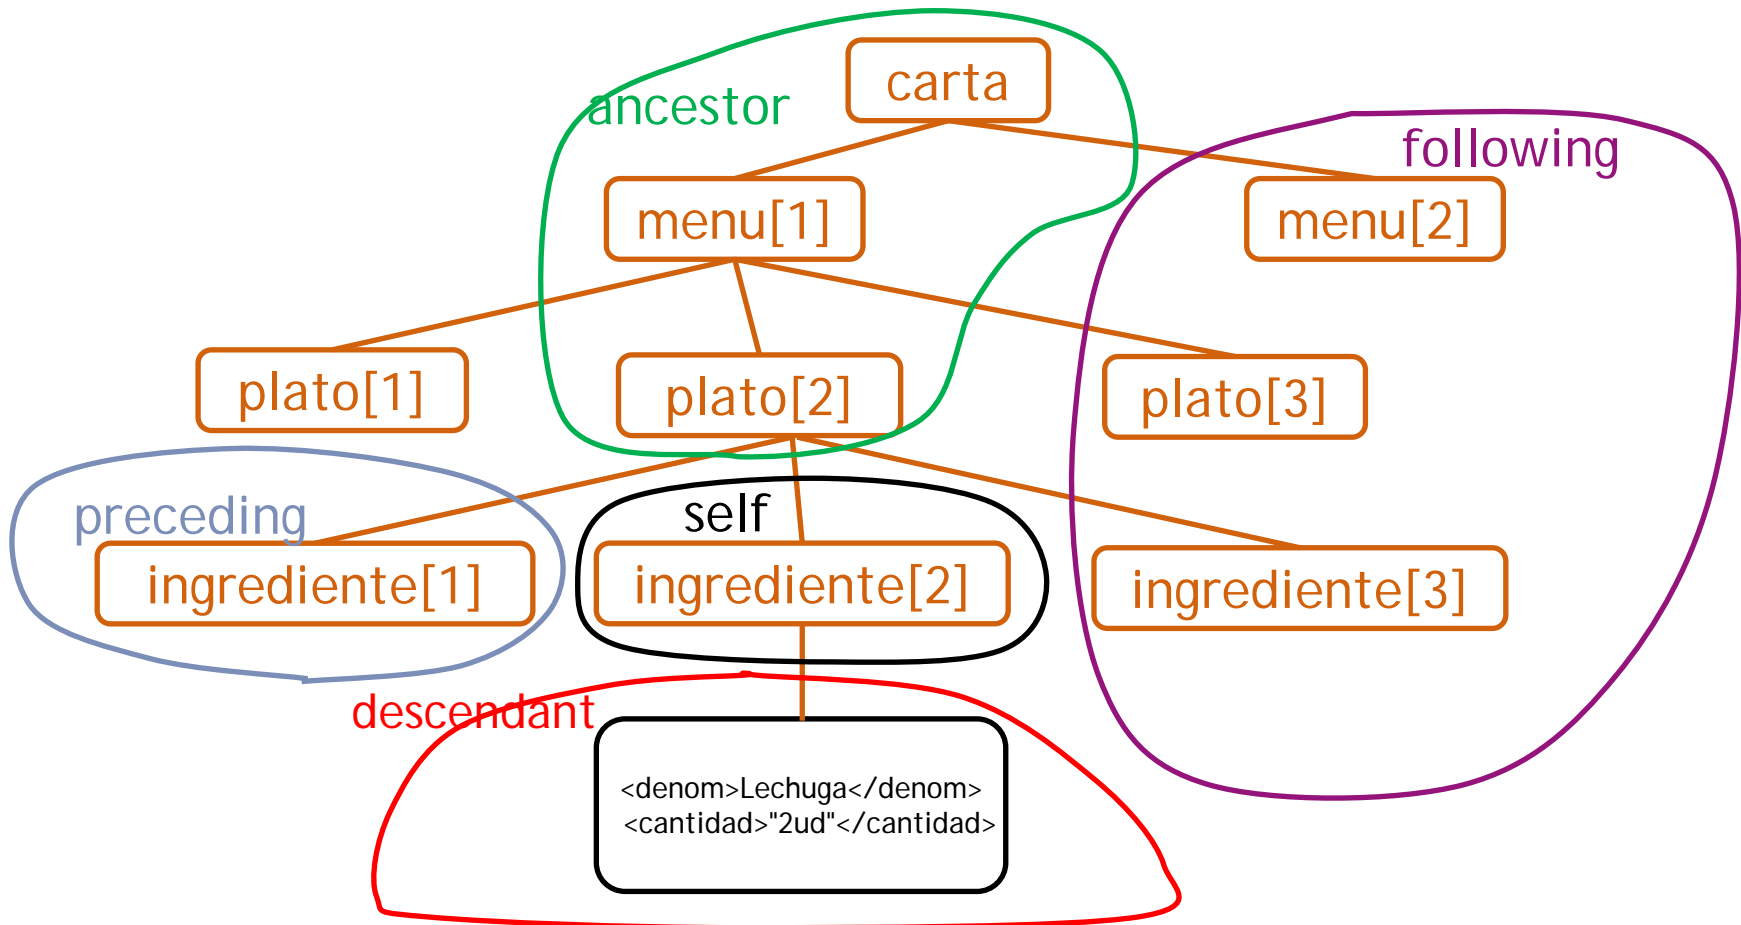 carta
ancestor
following
menu[1]
menu[2]
plato[1]
plato[2]
plato[3]
preceding
self
ingrediente[1]
ingrediente[2]
ingrediente[3]
descendant
<denom>Lechuga</denom>
<cantidad>"2ud"</cantidad>